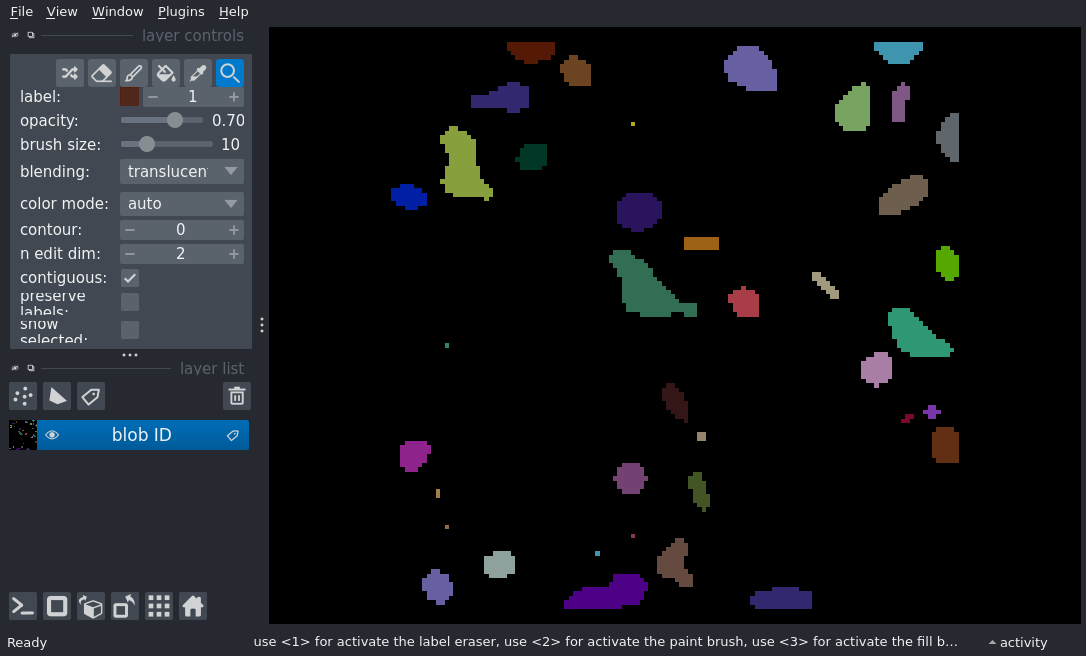 File View Window Plugins Help
layer controls
label: 1
opacity: 0.70
brush size: 10
blending: translucen
color mode: auto
contour: 0
n edit dim: 2
contiguous:
preserve
labels:
show
selected:
layer list
blob ID
Ready use <1> for activate the label eraser, use <2> for activate the paint brush, use <3> for activate the fill b... activity